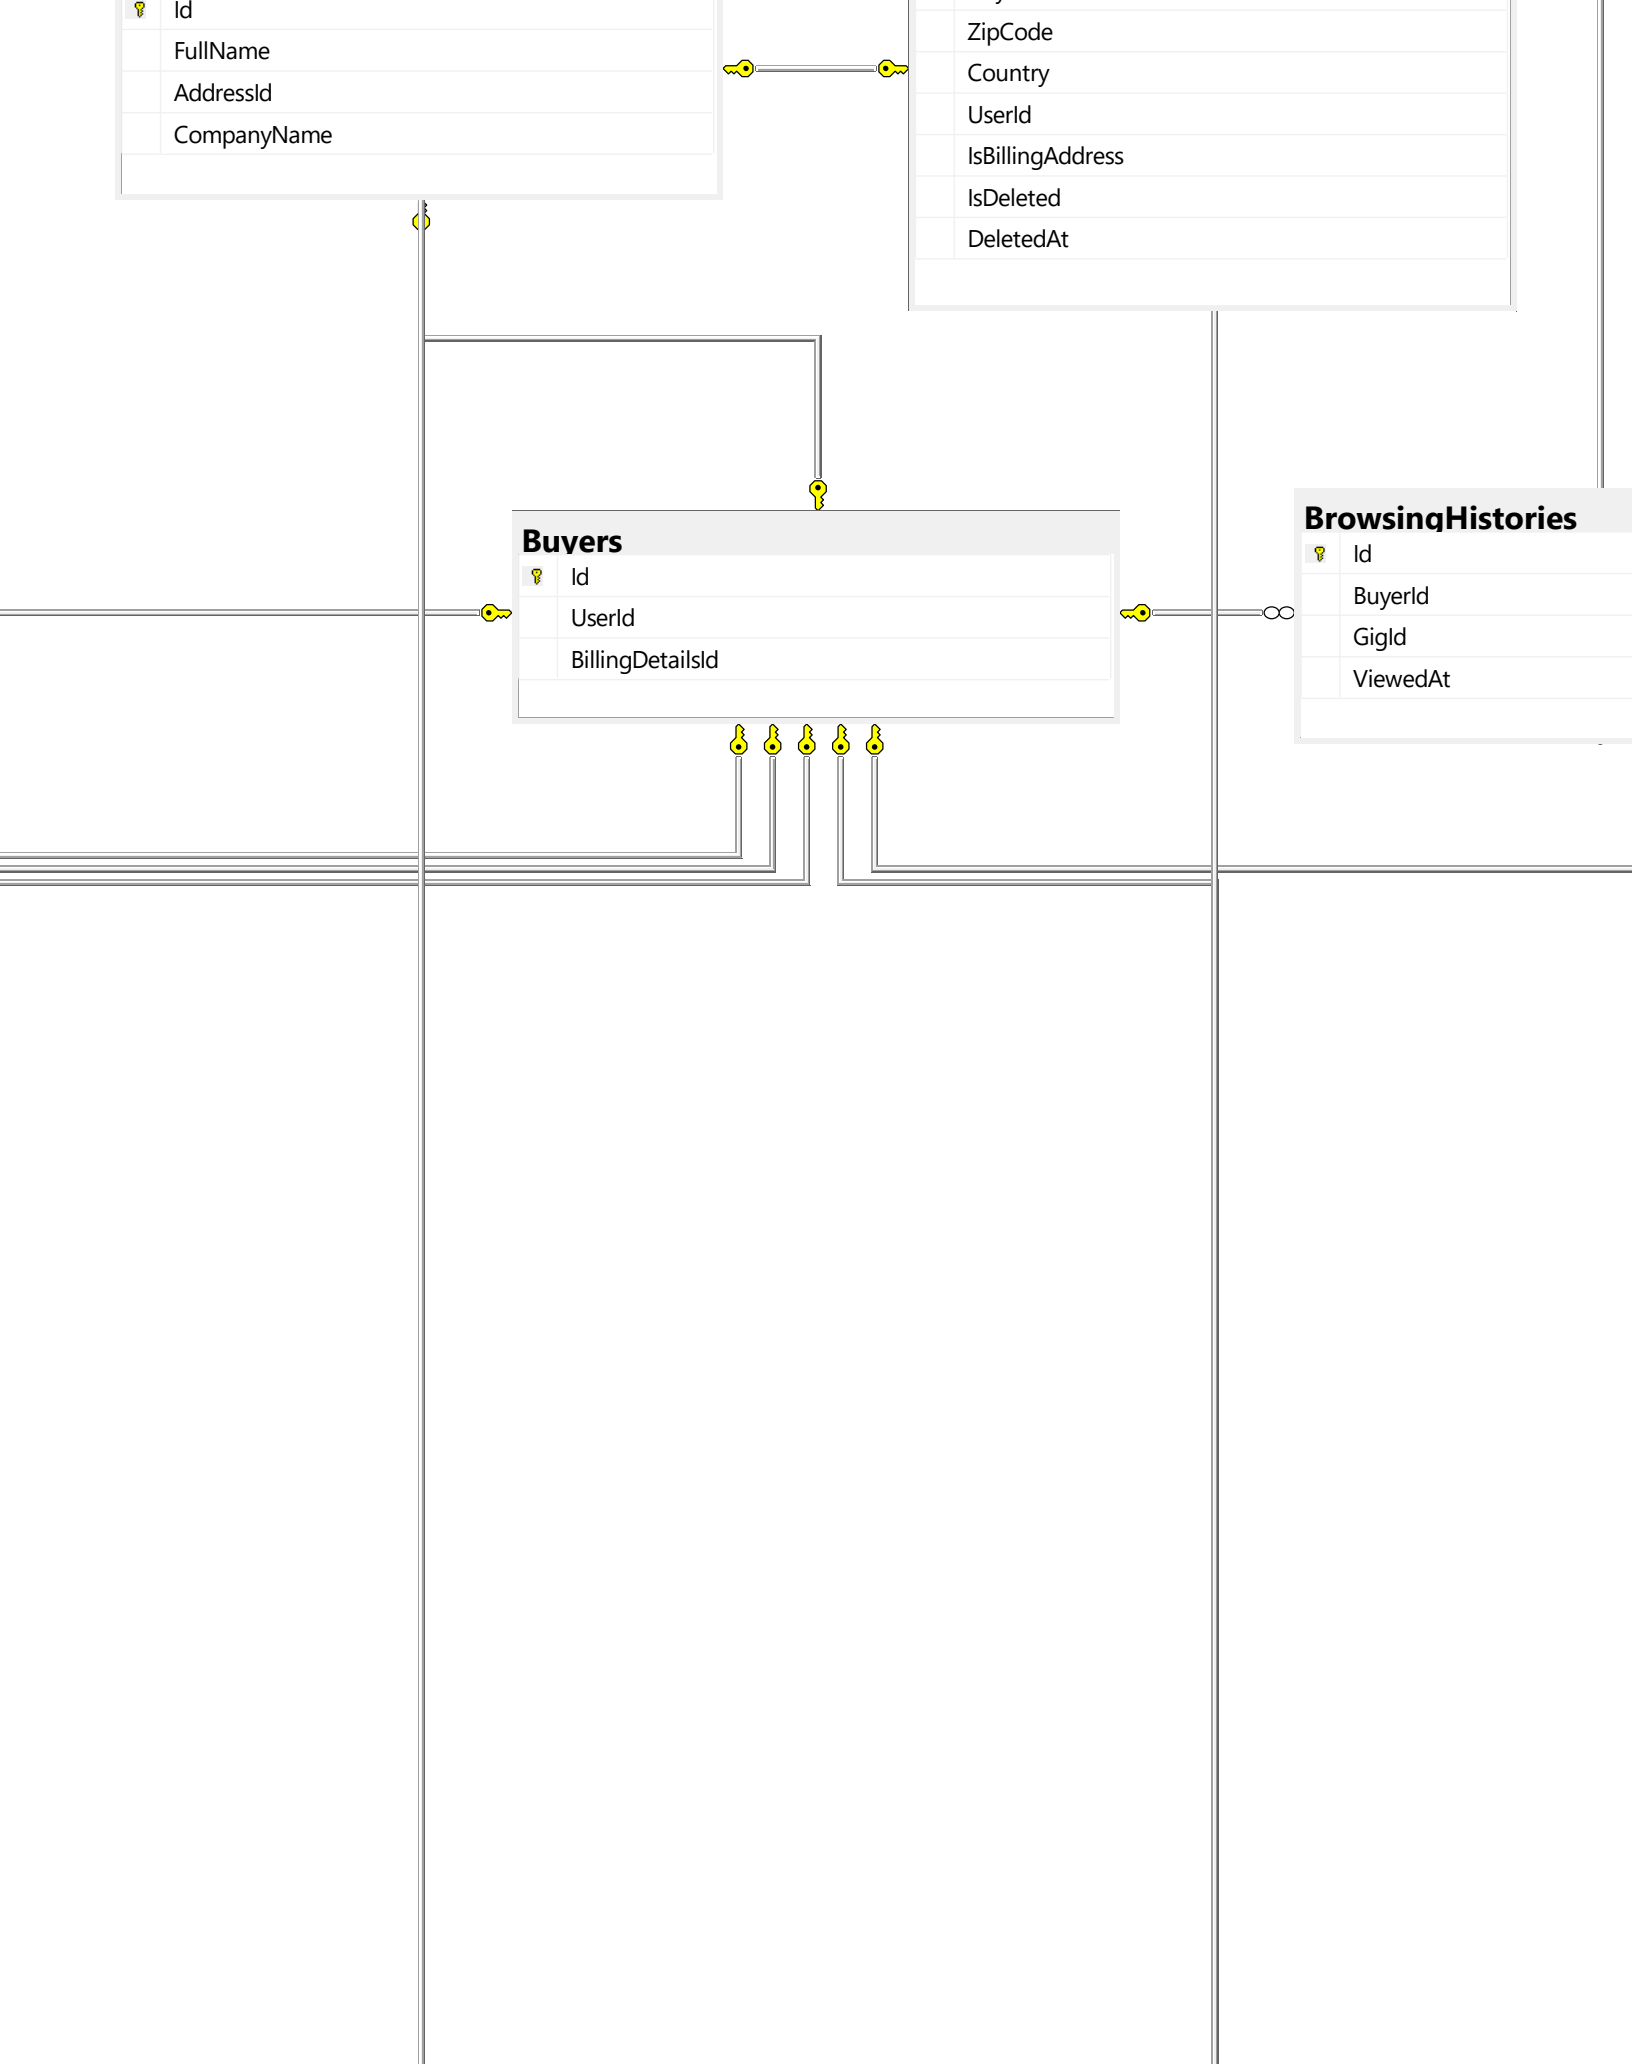 Id
FullName
AddressId
CompanyName
ZipCode
Country
UserId
IsBillingAddress
IsDeleted
DeletedAt
Buyers
Id
UserId
BillingDetailsId
BrowsingHistories
Id
BuyerId
GigId
ViewedAt